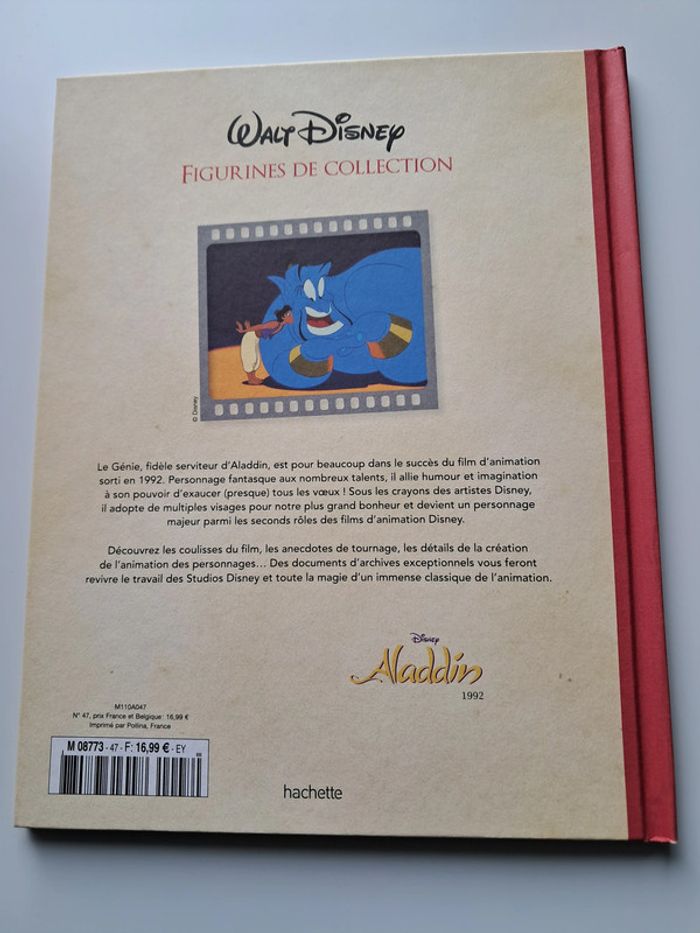 WALT DISNEY
FIGURINES DE COLLECTION
© Disney
Le Génie, fidèle serviteur d'Aladdin, est pour beaucoup dans le succès du film d'animation
sorti en 1992. Personnage fantasque aux nombreux talents, il allie humour et imagination
à son pouvoir d'exaucer (presque) tous les vœux ! Sous les crayons des artistes Disney,
il adopte de multiples visages pour notre plus grand bonheur et devient un personnage
majeur parmi les seconds rôles des films d'animation Disney.
Découvrez les coulisses du film, les anecdotes de tournage, les détails de la création
de l'animation des personnages... Des documents d'archives exceptionnels vous feront
revivre le travail des Studios Disney et toute la magie d'un immense classique de l'animation.
Disney
Aladdin
1992
M110A047
N° 47, prix France et Belgique : 16,99 €
Imprimé par Pollina, France
M 08773 - 47 - F: 16,99 € - EY
hachette